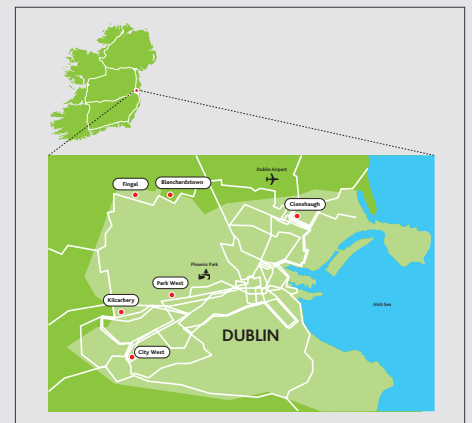 Dublin Airport
Fingal
Blanchardstown
Clonshaugh
Phoenix Park
Park West
Kilcarbery
Irish Sea
DUBLIN
City West